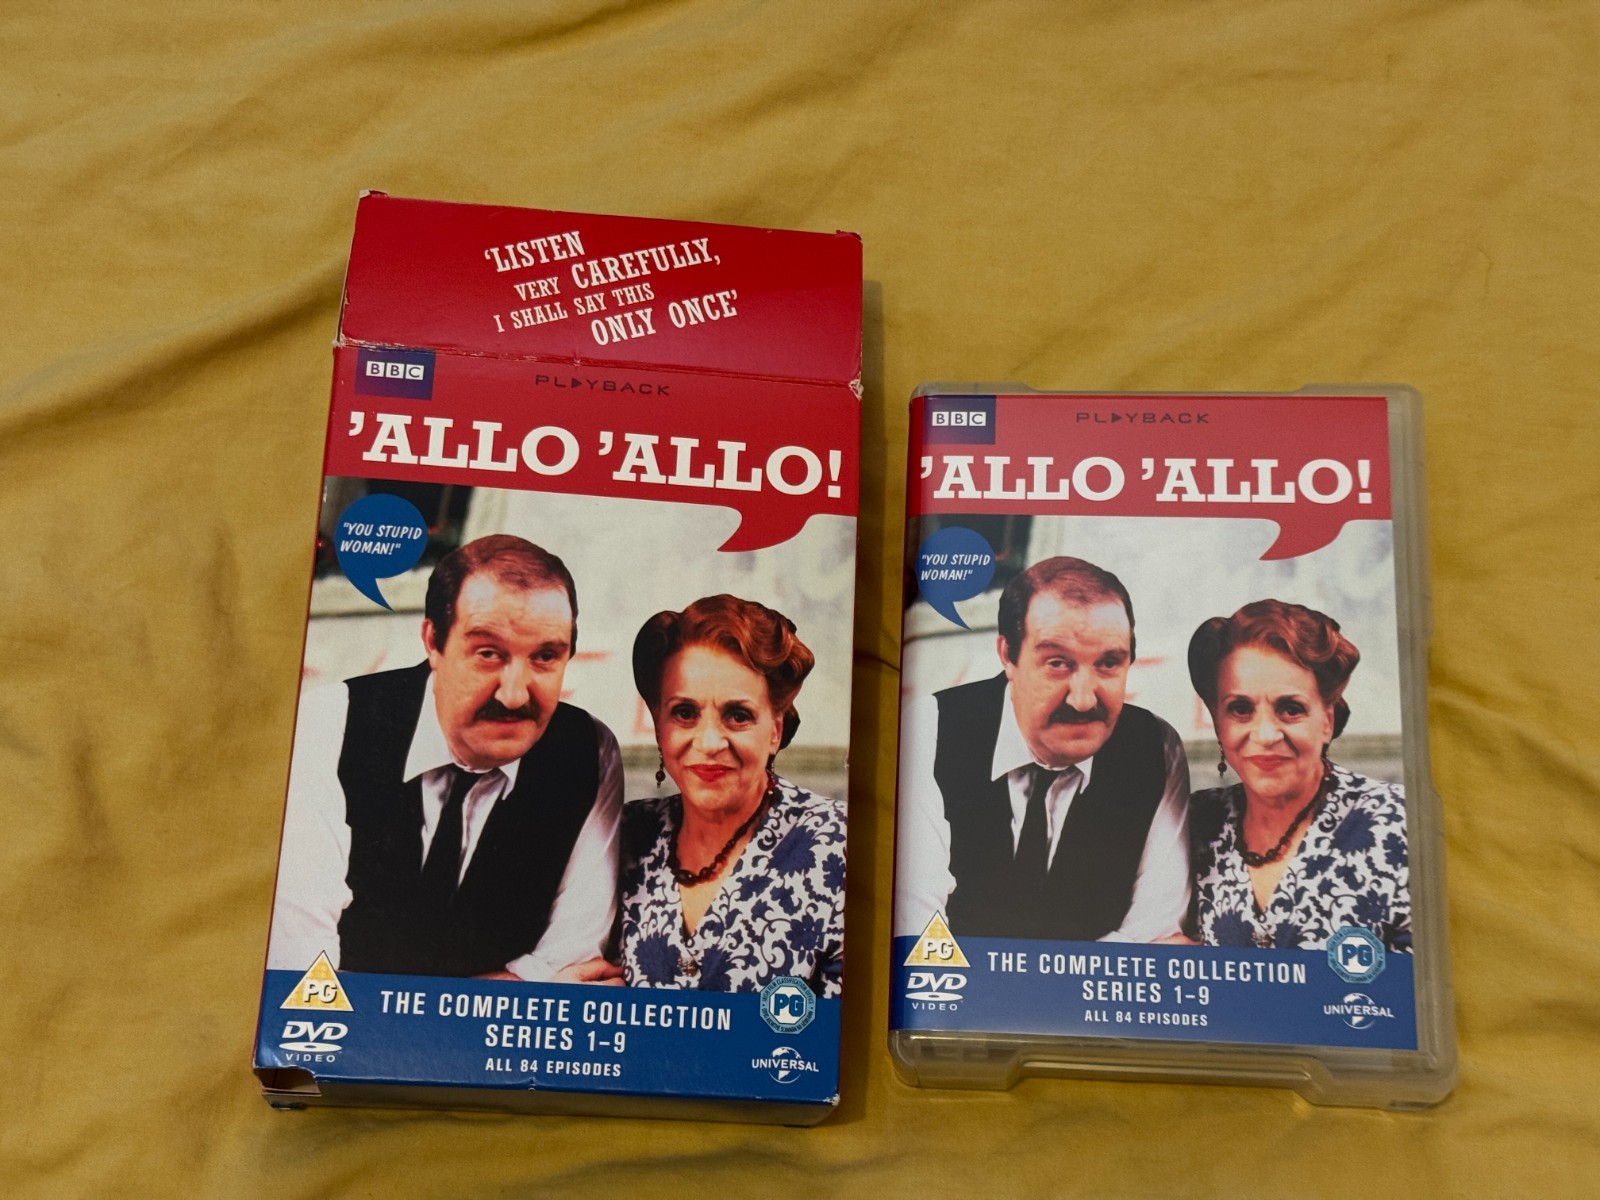 'LISTEN
VERY CAREFULLY,
I SHALL SAY THIS
ONLY ONCE'
BBC
PLAYBACK
'ALLO 'ALLO!
"YOU STUPID
WOMAN!"
PG
DVD
VIDEO
THE COMPLETE COLLECTION
SERIES 1-9
ALL 84 EPISODES
PG
UNIVERSAL
BBC
PLAYBACK
'ALLO 'ALLO!
"YOU STUPID
WOMAN!"
PG
DVD
VIDEO
THE COMPLETE COLLECTION
SERIES 1-9
ALL 84 EPISODES
PG
UNIVERSAL